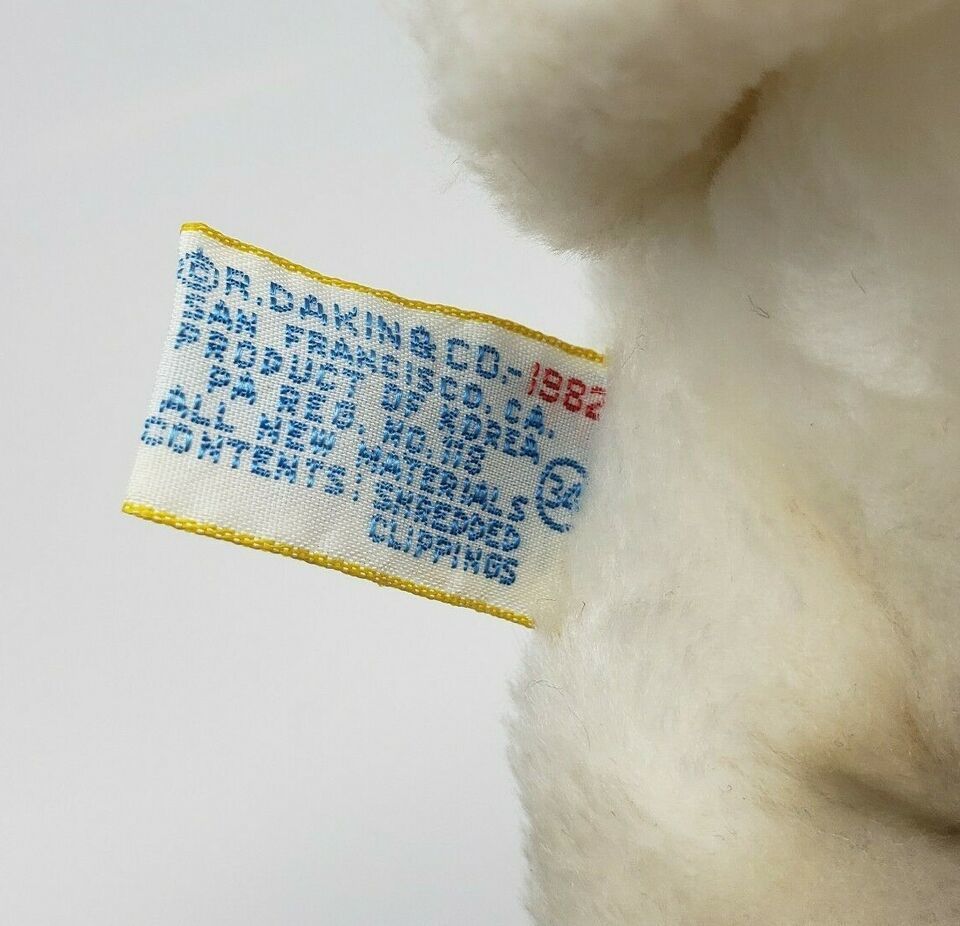 R. DAKIN & CO.-1982
SAN FRANCISCO, CA.
PRODUCT OF KOREA
PA REG. NO. 115
ALL NEW MATERIALS
CONTENTS: SHREDDED
CLIPPINGS
34